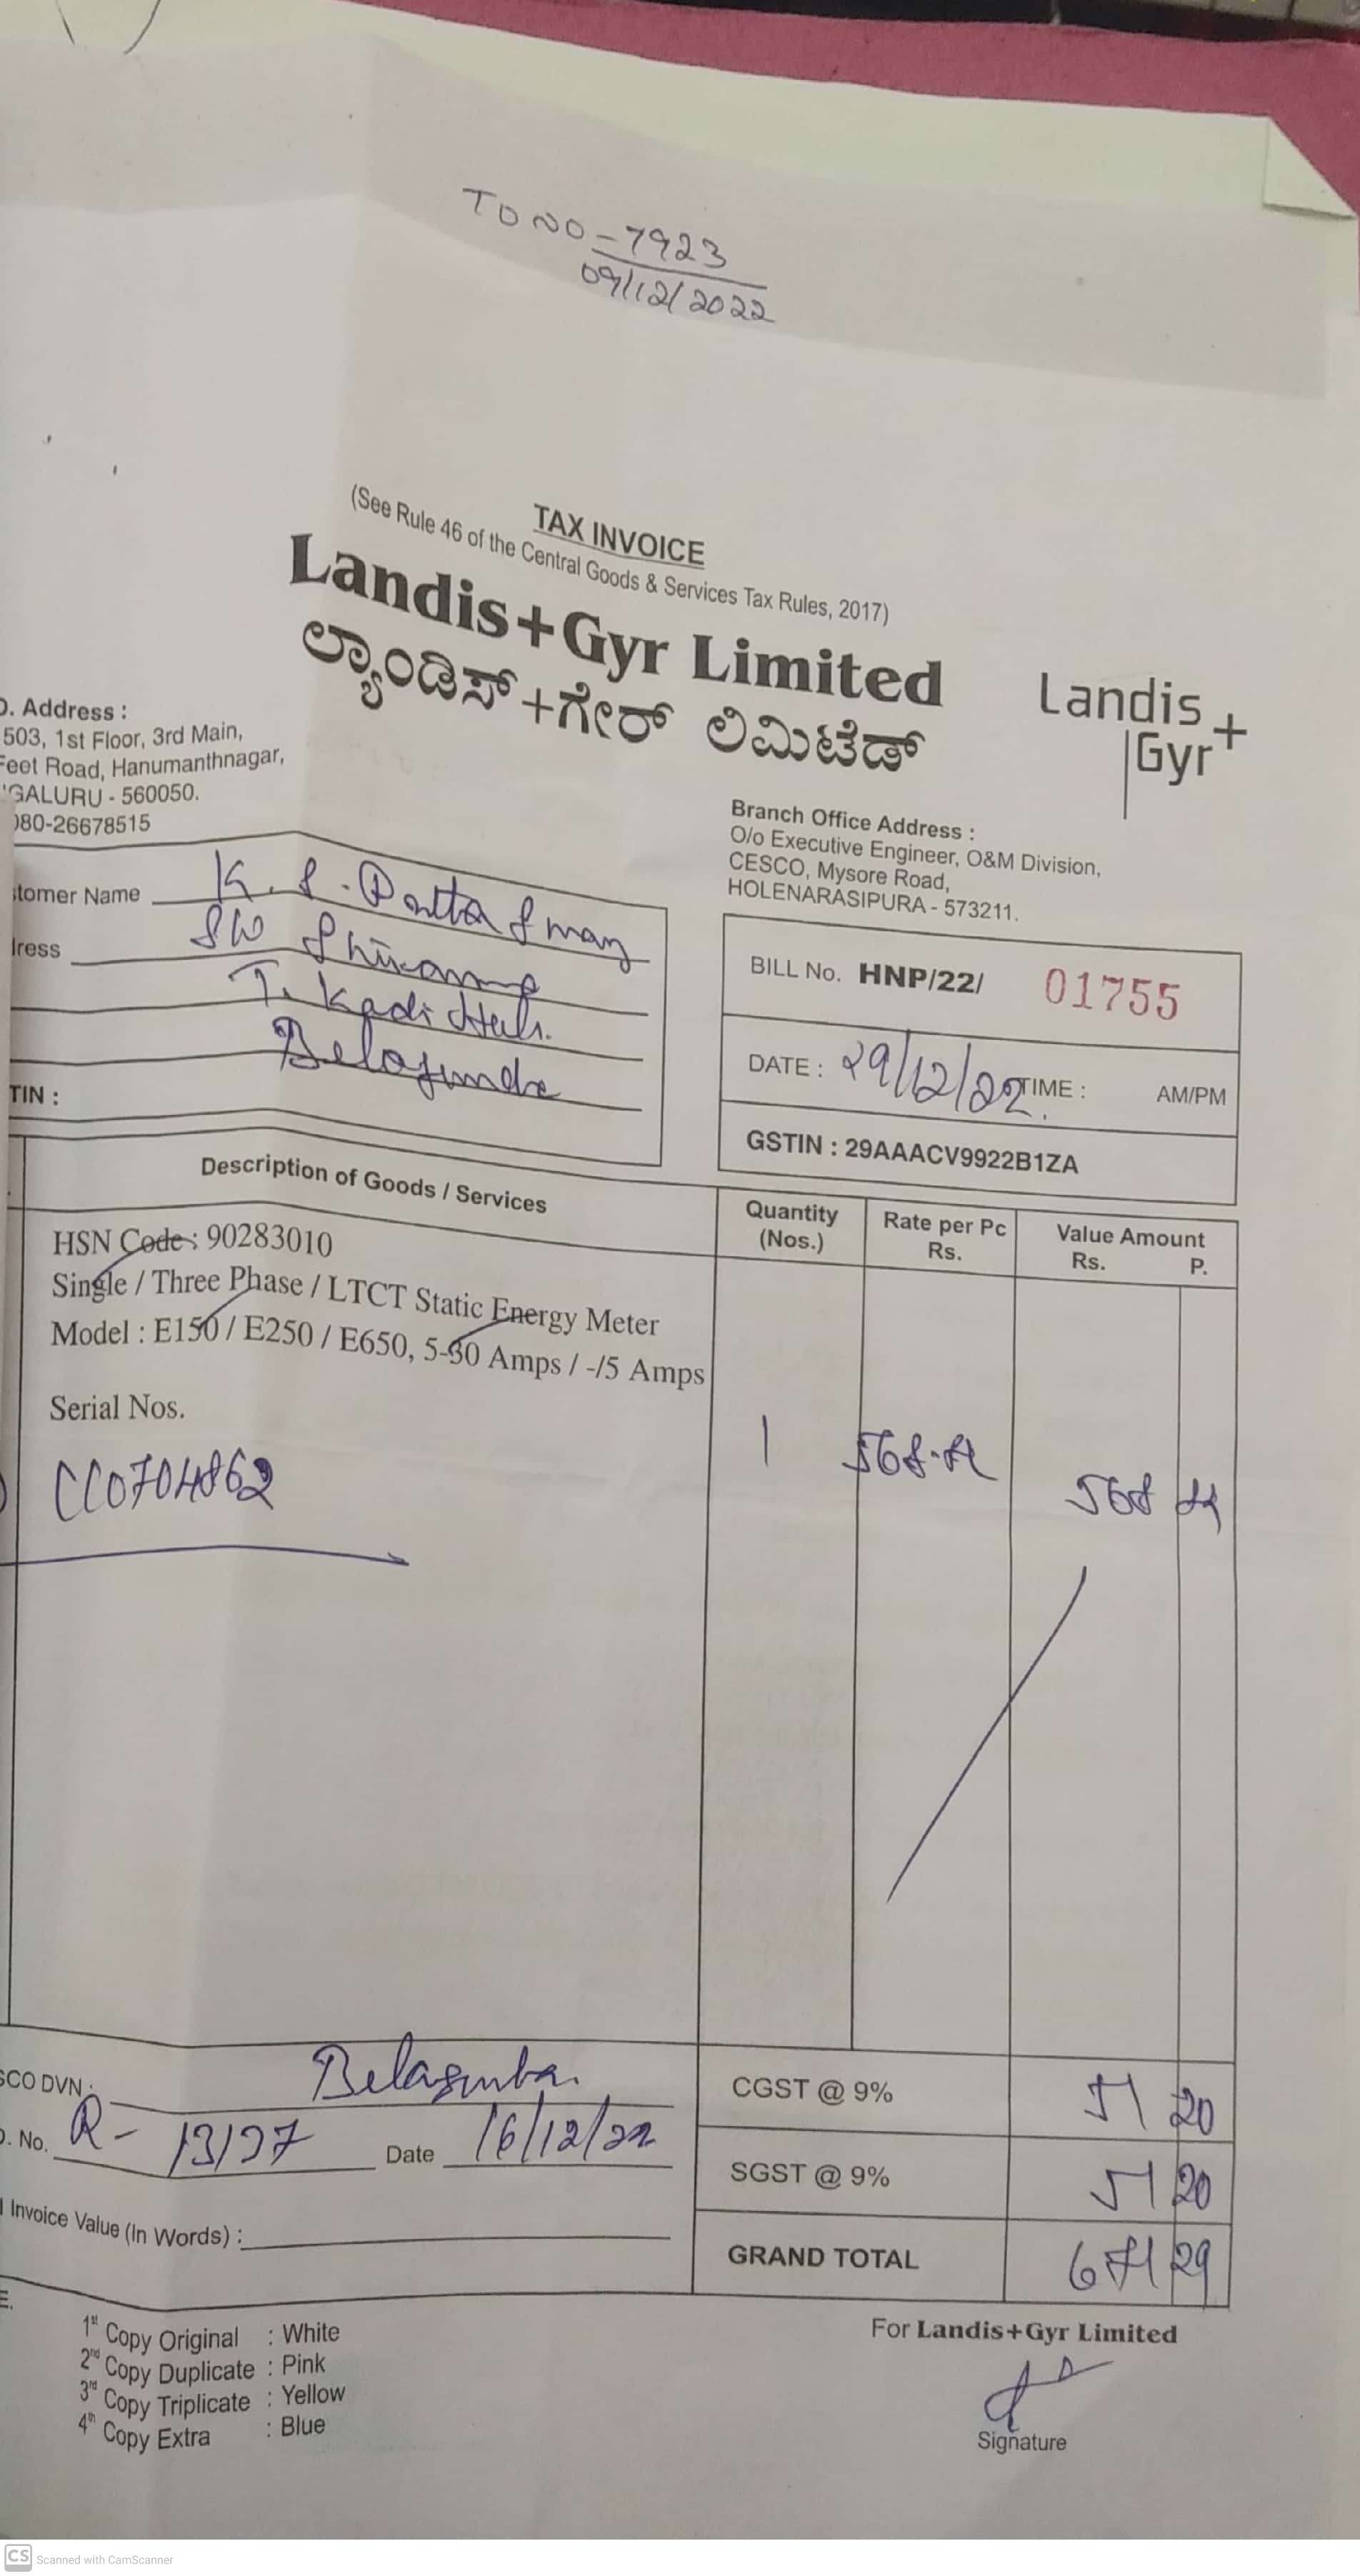 TO NO-7923
09/12/2022
TAX INVOICE
(See Rule 46 of the Central Goods & Services Tax Rules, 2017)
Landis+Gyr Limited
ಲ್ಯಾಂಡಿಸ್+ಗೇರ್ ಲಿಮಿಟೆಡ್
Landis
Gyr+
O. Address :
503, 1st Floor, 3rd Main,
Feet Road, Hanumanthnagar,
GALURU - 560050.
080-26678515
Branch Office Address :
O/o Executive Engineer, O&M Division,
CESCO, Mysore Road,
HOLENARASIPURA - 573211.
tomer Name K. S.
ress
T.
TIN :
BILL No. HNP/22/ 01755
DATE : 29/12/22 TIME : AM/PM
GSTIN : 29AAACV9922B1ZA
Description of Goods / Services
Quantity
(Nos.)
Rate per Pc
Rs.
Value Amount
Rs. P.
HSN Code : 90283010
Single / Three Phase / LTCT Static Energy Meter
Model : E150 / E250 / E650, 5-30 Amps / -/5 Amps
Serial Nos.
CC0704862 1 568
568
SCO DVN : Belagumba
. No. R- Date 16/12/22
Invoice Value (In Words) :
CGST @ 9% 51 20
SGST @ 9% 51 20
GRAND TOTAL 671 29
E.
1st Copy Original : White
2nd Copy Duplicate : Pink
3rd Copy Triplicate : Yellow
4th Copy Extra : Blue
For Landis+Gyr Limited
Signature
CS Scanned with CamScanner